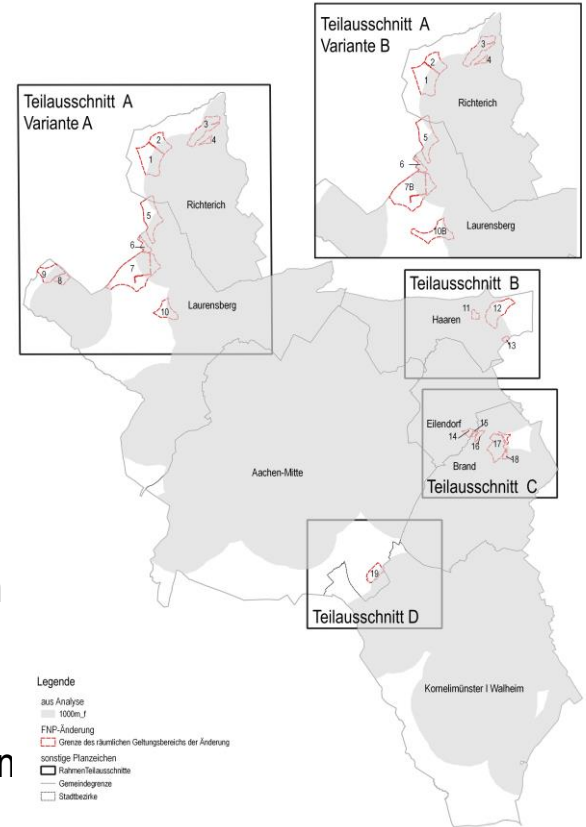 Teilausschnitt A
Variante B
3
2
4
1
Richterich
5
6
7B
10B
Laurensberg
Teilausschnitt A
Variante A
3
2
4
1
Richterich
5
6
9
8
7
10
Laurensberg
Teilausschnitt B
11
12
Haaren
13
Eilendorf
15
14
16
17
Brand
18
Teilausschnitt C
Aachen-Mitte
19
Teilausschnitt D
Kornelimünster I Walheim
Legende
aus Analyse
1000m_f
FNP-Änderung
Grenze des räumlichen Geltungsbereichs der Änderung
sonstige Planzeichen
RahmenTeilausschnitte
Gemeindegrenze
Stadtbezirke